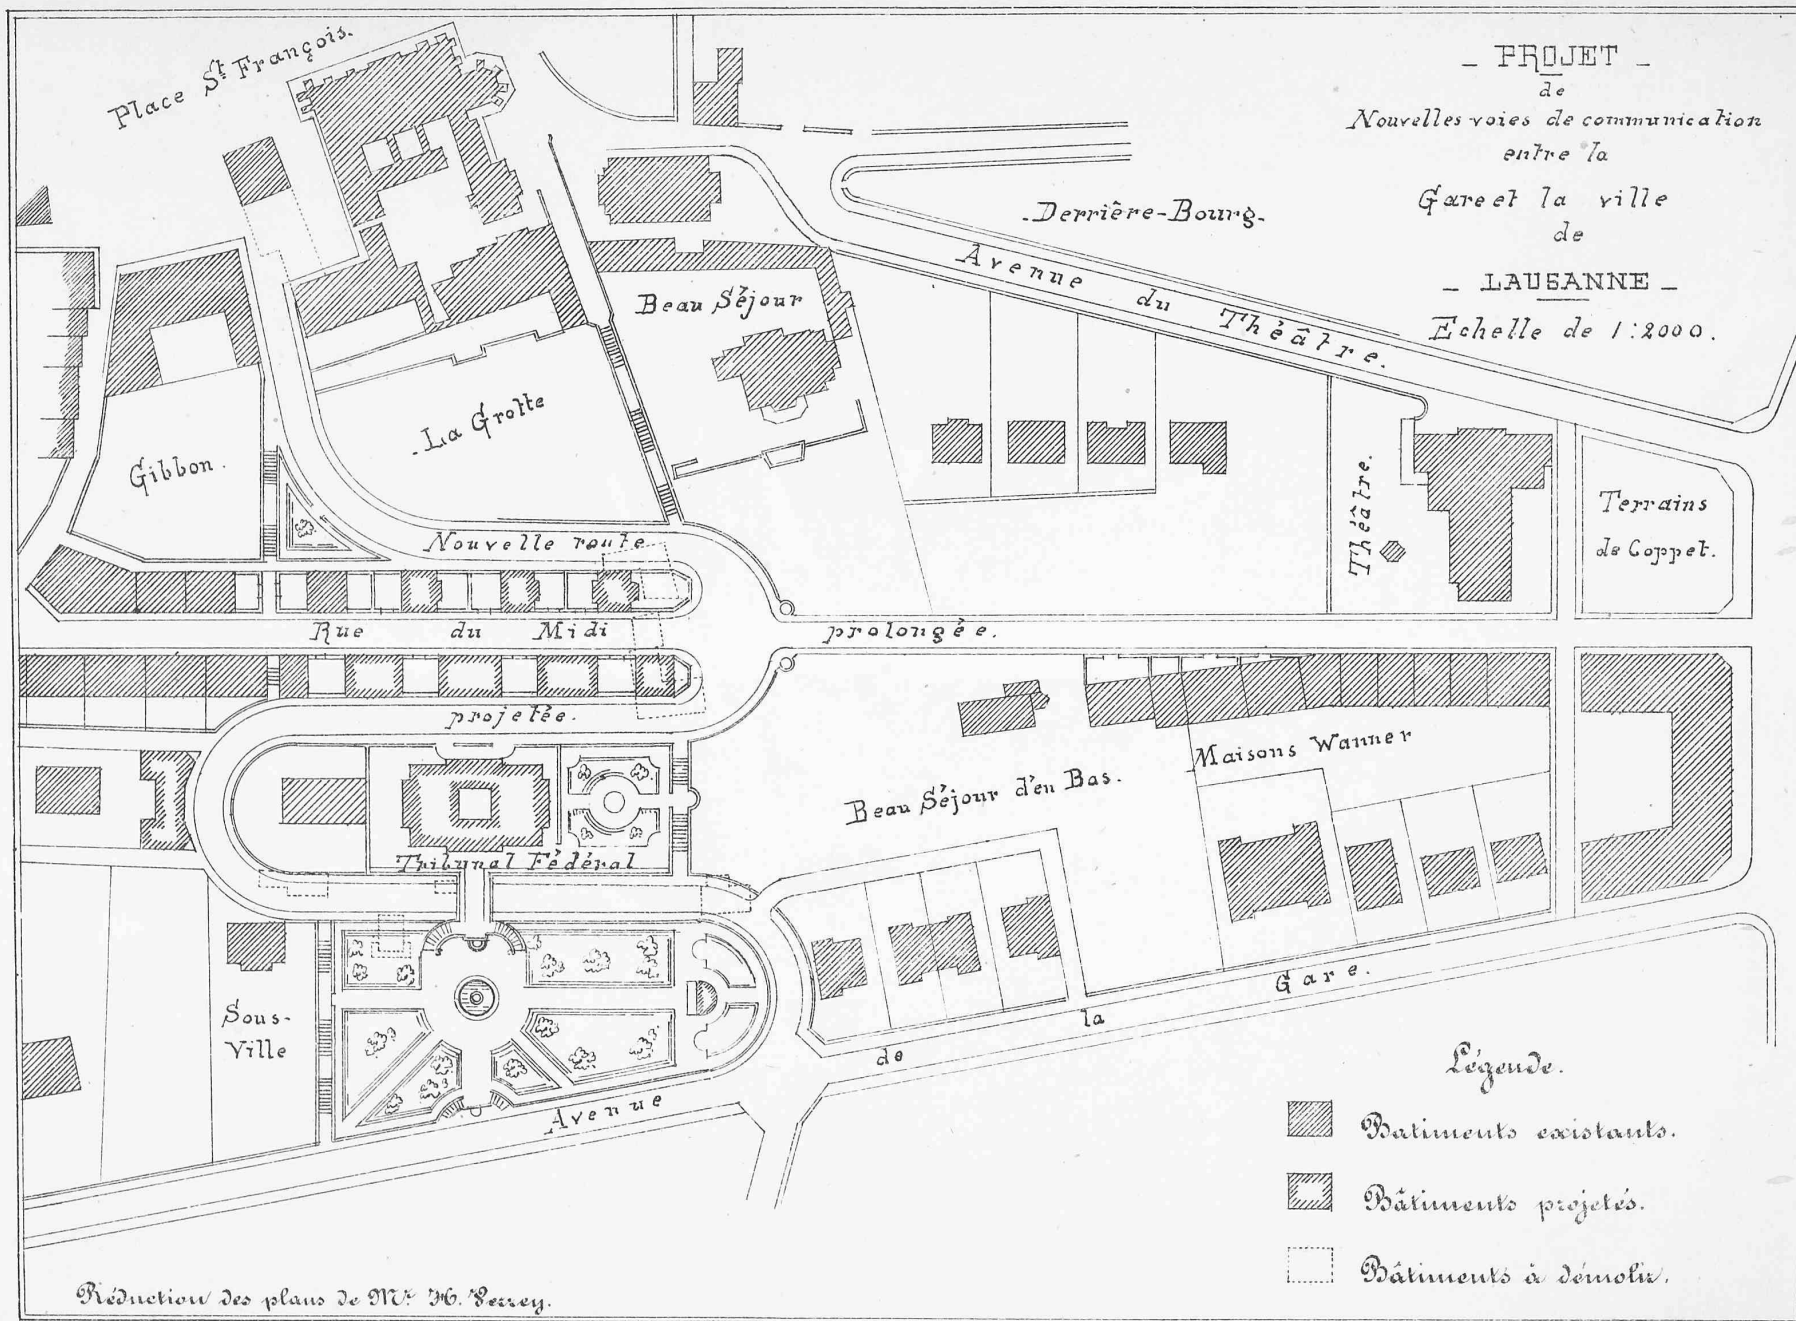 Place St François.
- PROJET -
de
Nouvelles voies de communication
entre la
Gare et la ville
de
- LAUSANNE -
Echelle de 1:2000.
-Derrière-Bourg-
Avenue du Théâtre.
Beau Séjour
-La Grotte
Gibbon.
Théâtre.
Terrains
de Coppet.
Nouvelle route
Rue du Midi prolongée.
projetée.
Maisons Wanner
Beau Séjour d'en Bas.
Tribunal Fédéral
Sous-
Ville
Avenue de la Gare.
Légende.
Batiments existants.
Bâtiments projetés.
Bâtiments à démolir.
Réduction des plans de Mr. H. Verrey.